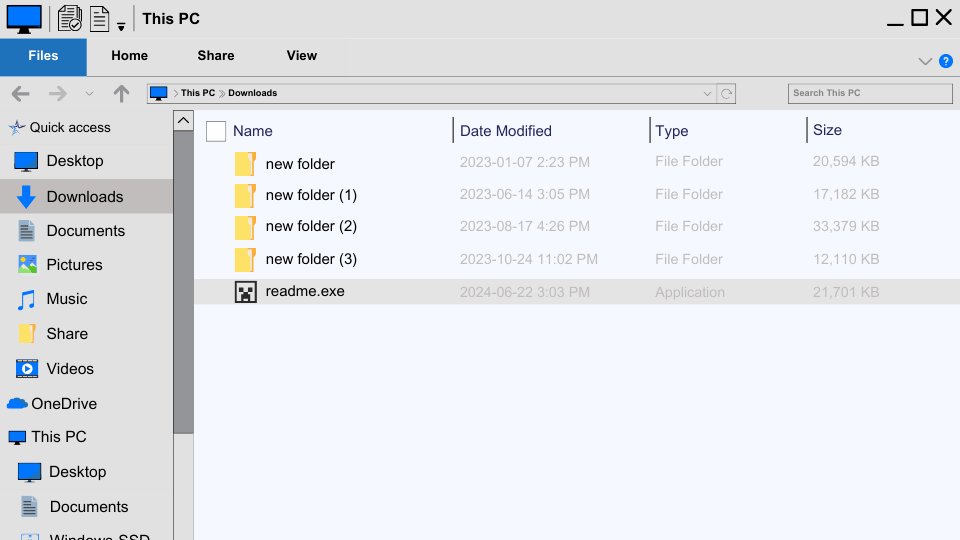 This PC
Files Home Share View
?
This PC Downloads
Search This PC
Quick access
Desktop
Downloads
Documents
Pictures
Music
Share
Videos
OneDrive
This PC
Desktop
Documents
Windows SSD
Name Date Modified Type Size
new folder 2023-01-07 2:23 PM File Folder 20,594 KB
new folder (1) 2023-06-14 3:05 PM File Folder 17,182 KB
new folder (2) 2023-08-17 4:26 PM File Folder 33,379 KB
new folder (3) 2023-10-24 11:02 PM File Folder 12,110 KB
readme.exe 2024-06-22 3:03 PM Application 21,701 KB